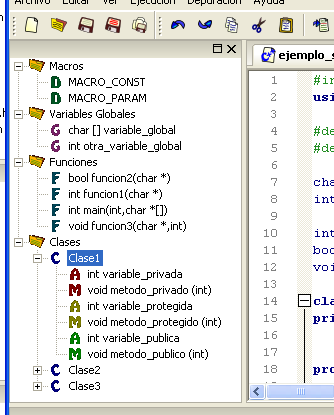 Archivo Editar Ver Ejecución Depuración
ejemplo_s
Macros
MACRO_CONST
MACRO_PARAM
Variables Globales
char [] variable_global
int otra_variable_global
Funciones
bool funcion2(char *)
int funcion1(char *)
int main(int,char *[])
void funcion3(char *,int)
Clases
Clase1
int variable_privada
void metodo_privado (int)
int variable_protegida
void metodo_protegido (int)
int variable_publica
void metodo_publico (int)
Clase2
Clase3
1 #in
2 usi
3
4 #de
5 #de
6
7 cha
8 int
9
10 int
11 boo
12 voi
13
14 cla
15 pri
16
17
18 pro